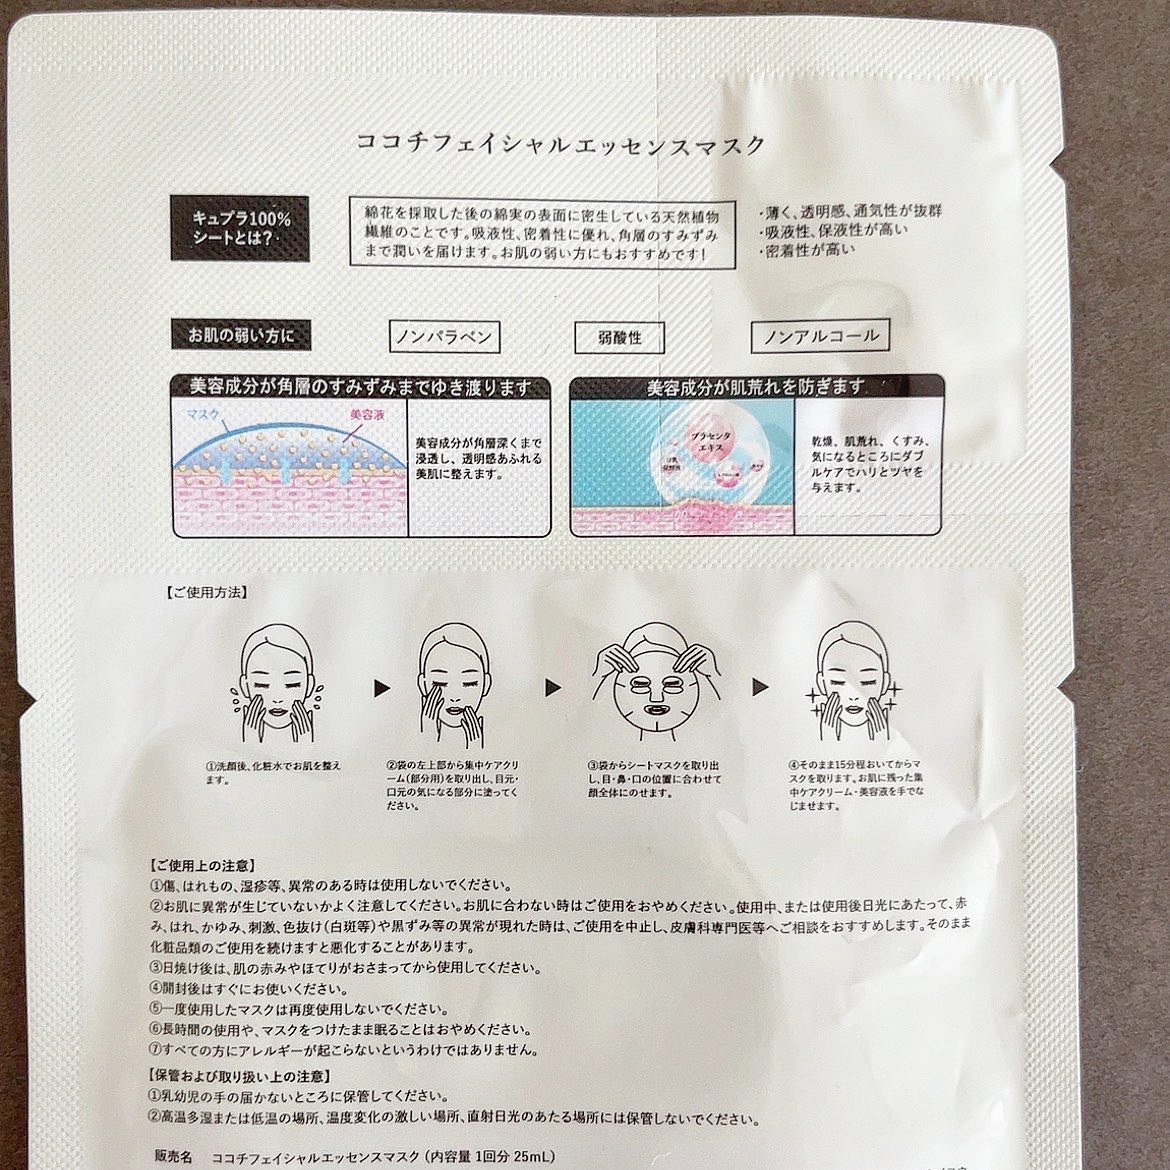 ココチフェイシャルエッセンスマスク
キュプラ100%
シートとは?
綿花を採取した後の綿実の表面に密生している天然植物
繊維のことです。吸液性、密着性に優れ、角層のすみずみ
まで潤いを届けます。お肌の弱い方にもおすすめです!
・薄く、透明感、通気性が抜群
・吸液性、保液性が高い
・密着性が高い
お肌の弱い方に
ノンパラベン
弱酸性
ノンアルコール
美容成分が角層のすみずみまでゆき渡ります
マスク
美容液
美容成分が角層深くまで
浸透し、透明感あふれる
美肌に整えます。
美容成分が肌荒れを防ぎます
プラセンタ
エキス
乾燥、肌荒れ、くすみ、
気になるところにダブ
ルケアでハリとツヤを
与えます。
【ご使用方法】
①洗顔後、化粧水でお肌を整え
ます。
②袋の左上部から集中ケアクリ
ーム(部分用)を取り出し、目元・
口元の気になる部分に塗ってく
ださい。
③袋からシートマスクを取り出
し、目・鼻・口の位置に合わせて
顔全体にのせます。
④そのまま15分程おいてからマ
スクを取ります。お肌に残った集
中ケアクリーム・美容液を手でな
じませます。
【ご使用上の注意】
①傷、はれもの、湿疹等、異常のある時は使用しないでください。
②お肌に異常が生じていないかよく注意してください。お肌に合わない時はご使用をおやめください。使用中、または使用後日光にあたって、赤
み、はれ、かゆみ、刺激、色抜け(白斑等)や黒ずみ等の異常が現れた時は、ご使用を中止し、皮膚科専門医等へご相談をおすすめします。そのまま
化粧品類のご使用を続けますと悪化することがあります。
③日焼け後は、肌の赤みやほてりがおさまってから使用してください。
④開封後はすぐにお使いください。
⑤一度使用したマスクは再度使用しないでください。
⑥長時間の使用や、マスクをつけたまま眠ることはおやめください。
⑦すべての方にアレルギーが起こらないというわけではありません。
【保管および取り扱い上の注意】
①乳幼児の手の届かないところに保管してください。
②高温多湿または低温の場所、温度変化の激しい場所、直射日光のあたる場所には保管しないでください。
販売名 ココチフェイシャルエッセンスマスク (内容量 1回分 25mL)